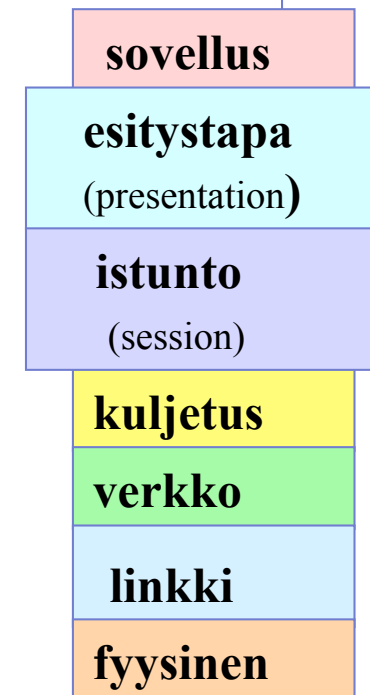 sovellus
esitystapa
(presentation)
istunto
(session)
kuljetus
verkko
linkki
fyysinen